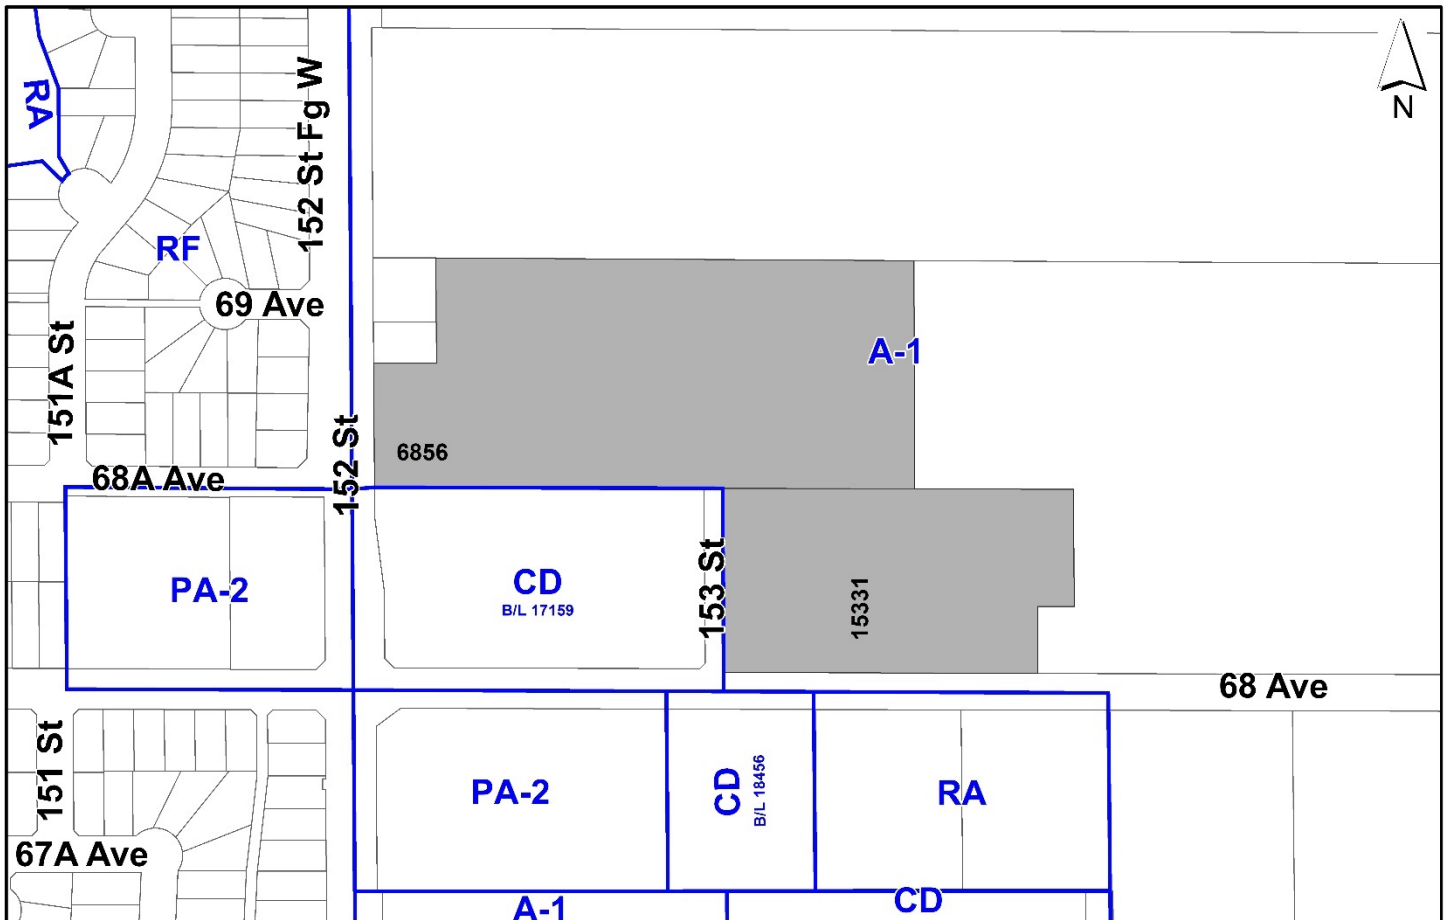 RA
152 St Fg W
N
RF
69 Ave
151A St
A-1
152 St
6856
68A Ave
PA-2
CD
B/L 17159
153 St
15331
68 Ave
151 St
PA-2
CD
B/L 18456
RA
67A Ave
A-1
CD